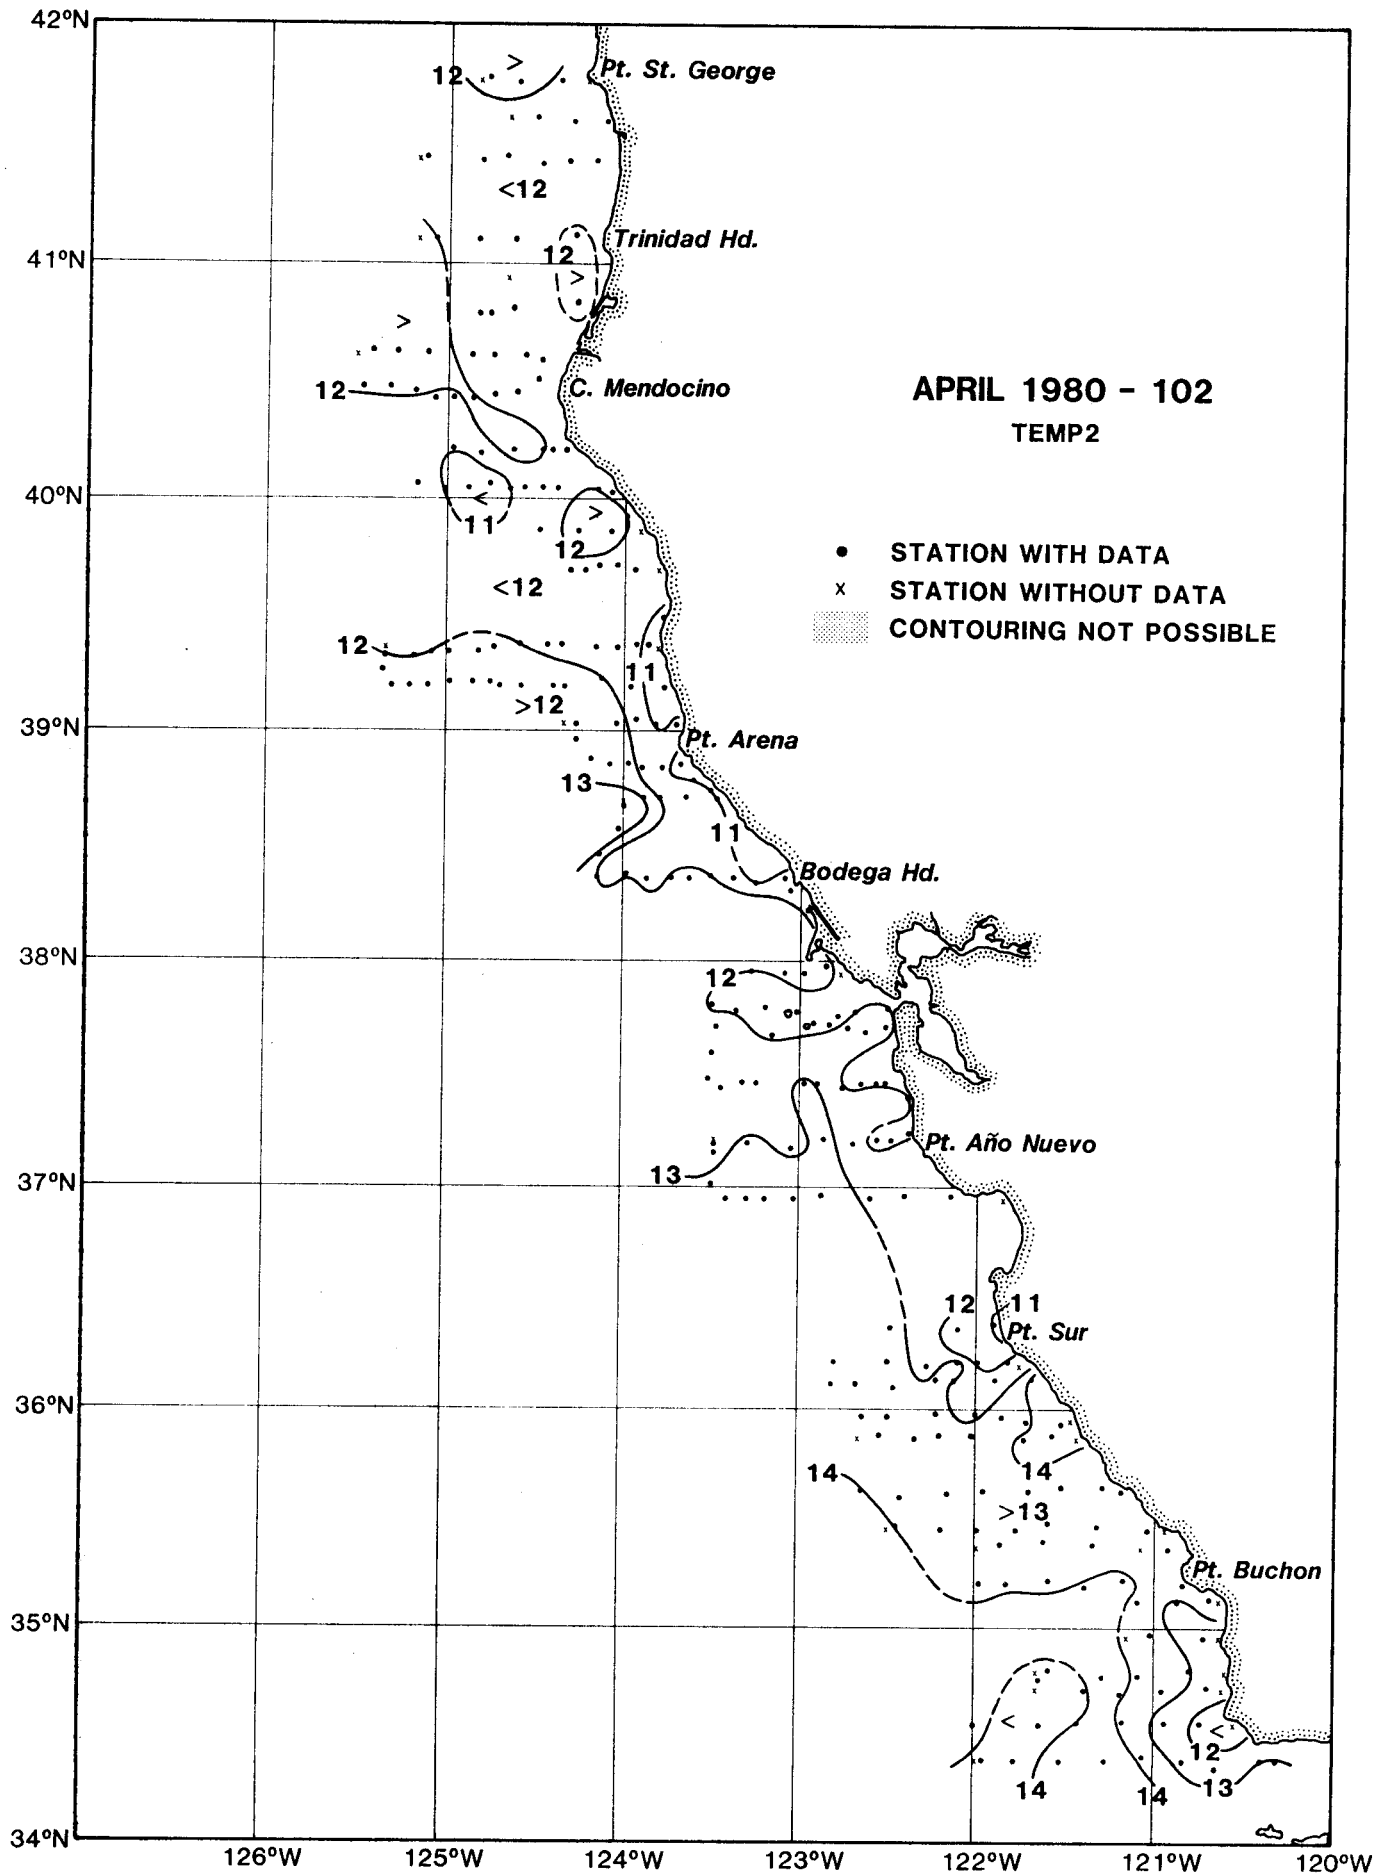 42°N
12
>
Pt. St. George
<12
Trinidad Hd.
12
41°N
>
>
12
C. Mendocino
APRIL 1980 - 102
TEMP2
40°N
<
11
>
12
• STATION WITH DATA
x STATION WITHOUT DATA
CONTOURING NOT POSSIBLE
<12
12
11
>12
39°N
Pt. Arena
13
11
Bodega Hd.
38°N
12
Pt. Año Nuevo
13
37°N
12
11
Pt. Sur
36°N
14
14
>13
Pt. Buchon
35°N
<
<
12
14
14
13
34°N
126°W
125°W
124°W
123°W
122°W
121°W
120°W